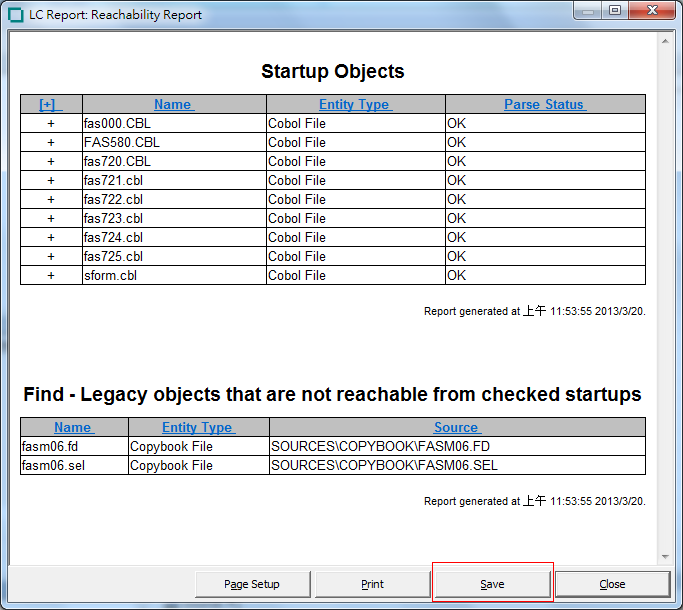 LC Report: Reachability Report
Startup Objects
[+] Name Entity Type Parse Status
+ fas000.CBL Cobol File OK
+ FAS580.CBL Cobol File OK
+ fas720.CBL Cobol File OK
+ fas721.cbl Cobol File OK
+ fas722.cbl Cobol File OK
+ fas723.cbl Cobol File OK
+ fas724.cbl Cobol File OK
+ fas725.cbl Cobol File OK
+ sform.cbl Cobol File OK
Report generated at 上午 11:53:55 2013/3/20.
Find - Legacy objects that are not reachable from checked startups
Name Entity Type Source
fasm06.fd Copybook File SOURCES\COPYBOOK\FASM06.FD
fasm06.sel Copybook File SOURCES\COPYBOOK\FASM06.SEL
Report generated at 上午 11:53:55 2013/3/20.
Page Setup Print Save Close